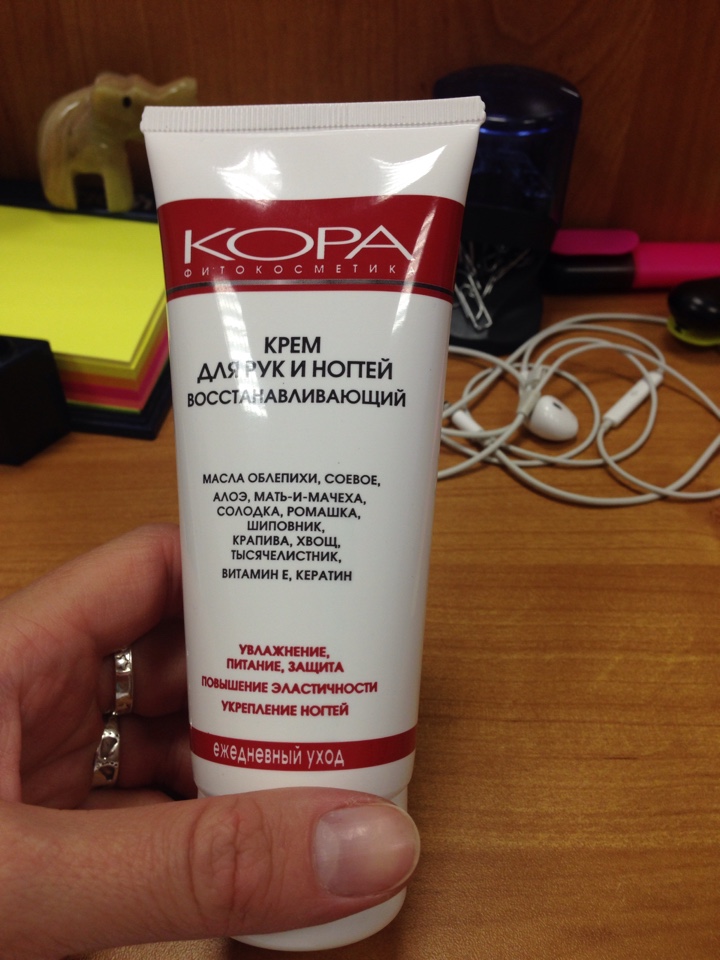 КОРА
ФИТОКОСМЕТИКА
КРЕМ
ДЛЯ РУК И НОГТЕЙ
ВОССТАНАВЛИВАЮЩИЙ
МАСЛА ОБЛЕПИХИ, СОЕВОЕ,
АЛОЭ, МАТЬ-И-МАЧЕХА,
СОЛОДКА, РОМАШКА,
ШИПОВНИК,
КРАПИВА, ХВОЩ,
ТЫСЯЧЕЛИСТНИК,
ВИТАМИН Е, КЕРАТИН
УВЛАЖНЕНИЕ,
ПИТАНИЕ, ЗАЩИТА
ПОВЫШЕНИЕ ЭЛАСТИЧНОСТИ
УКРЕПЛЕНИЕ НОГТЕЙ
ежедневный уход